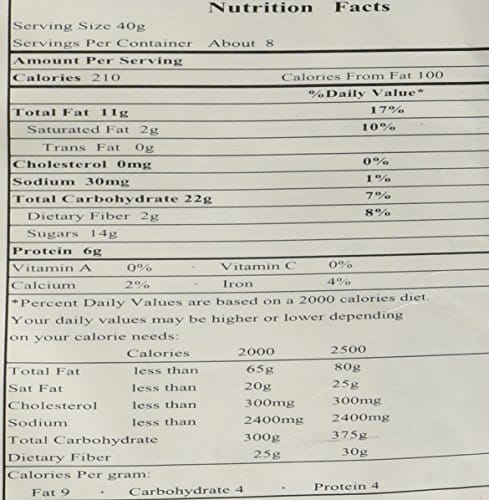 Nutrition Facts
Serving Size 40g
Servings Per Container About 8
Amount Per Serving
Calories 210 Calories From Fat 100
%Daily Value*
Total Fat 11g 17%
Saturated Fat 2g 10%
Trans Fat 0g
Cholesterol 0mg 0%
Sodium 30mg 1%
Total Carbohydrate 22g 7%
Dietary Fiber 2g 8%
Sugars 14g
Protein 6g
Vitamin A 0% · Vitamin C 0%
Calcium 2% · Iron 4%
*Percent Daily Values are based on a 2000 calories diet.
Your daily values may be higher or lower depending
on your calorie needs:
Calories 2000 2500
Total Fat less than 65g 80g
Sat Fat less than 20g 25g
Cholesterol less than 300mg 300mg
Sodium less than 2400mg 2400mg
Total Carbohydrate 300g 375g
Dietary Fiber 25g 30g
Calories Per gram:
Fat 9 · Carbohydrate 4 · Protein 4